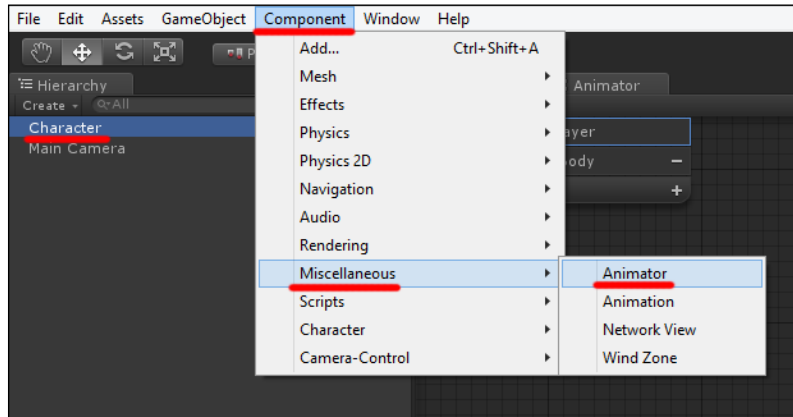 File Edit Assets GameObject Component Window Help
Add... Ctrl+Shift+A
Hierarchy
Mesh
Animator
Create All
Effects
Character
Physics
ayer
Main Camera
Physics 2D
ody
Navigation
Audio
Rendering
Miscellaneous
Animator
Scripts
Animation
Character
Network View
Camera-Control
Wind Zone